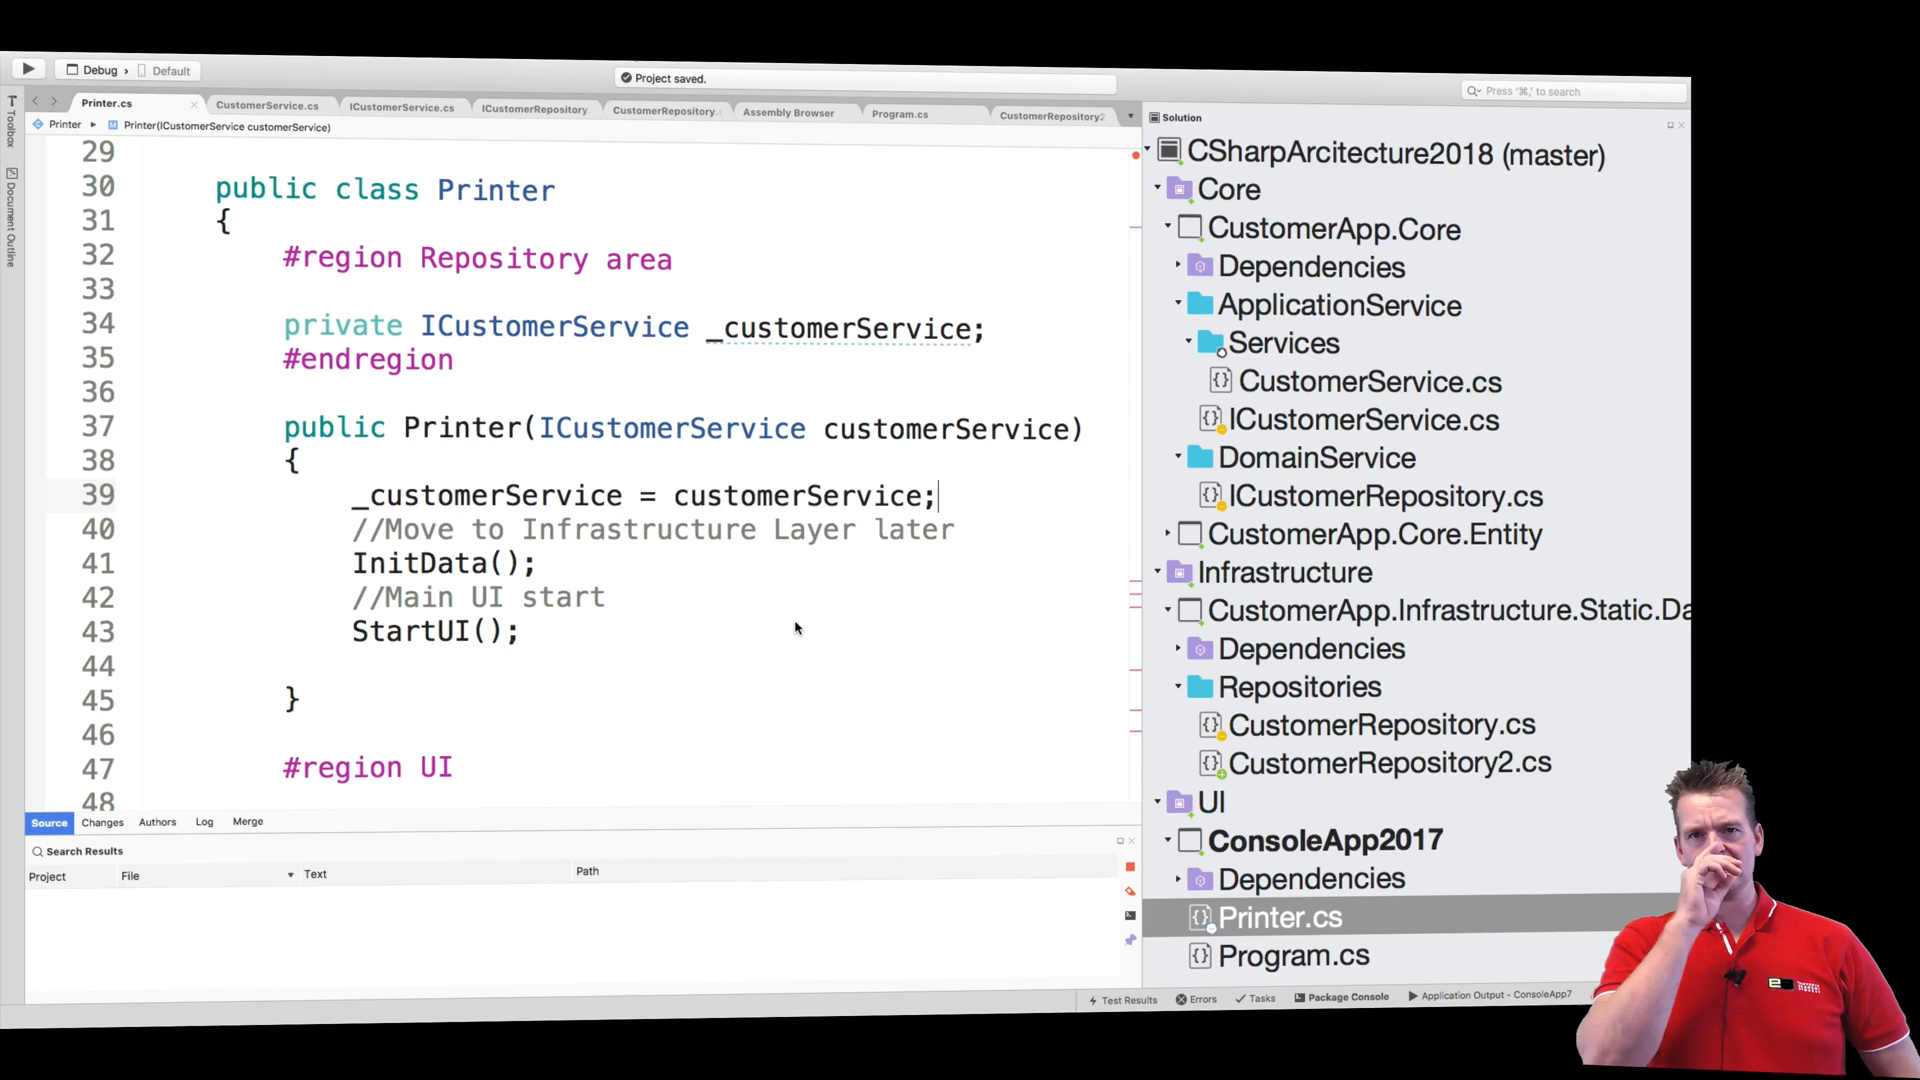 Debug › Default
Project saved.
Press '⌘,' to search
Printer.cs
CustomerService.cs
ICustomerService.cs
ICustomerRepository
CustomerRepository.
Assembly Browser
Program.cs
CustomerRepository2
Toolbox
Document Outline
Printer ▸ Printer(ICustomerService customerService)
29
30 public class Printer
31 {
32 #region Repository area
33
34 private ICustomerService _customerService;
35 #endregion
36
37 public Printer(ICustomerService customerService)
38 {
39 _customerService = customerService;
40 //Move to Infrastructure Layer later
41 InitData();
42 //Main UI start
43 StartUI();
44
45 }
46
47 #region UI
48
Source Changes Authors Log Merge
Search Results
Project File Text Path
Solution
CSharpArcitecture2018 (master)
Core
CustomerApp.Core
Dependencies
ApplicationService
Services
CustomerService.cs
ICustomerService.cs
DomainService
ICustomerRepository.cs
CustomerApp.Core.Entity
Infrastructure
CustomerApp.Infrastructure.Static.Da
Dependencies
Repositories
CustomerRepository.cs
CustomerRepository2.cs
UI
ConsoleApp2017
Dependencies
Printer.cs
Program.cs
Test Results Errors Tasks Package Console Application Output - ConsoleApp7